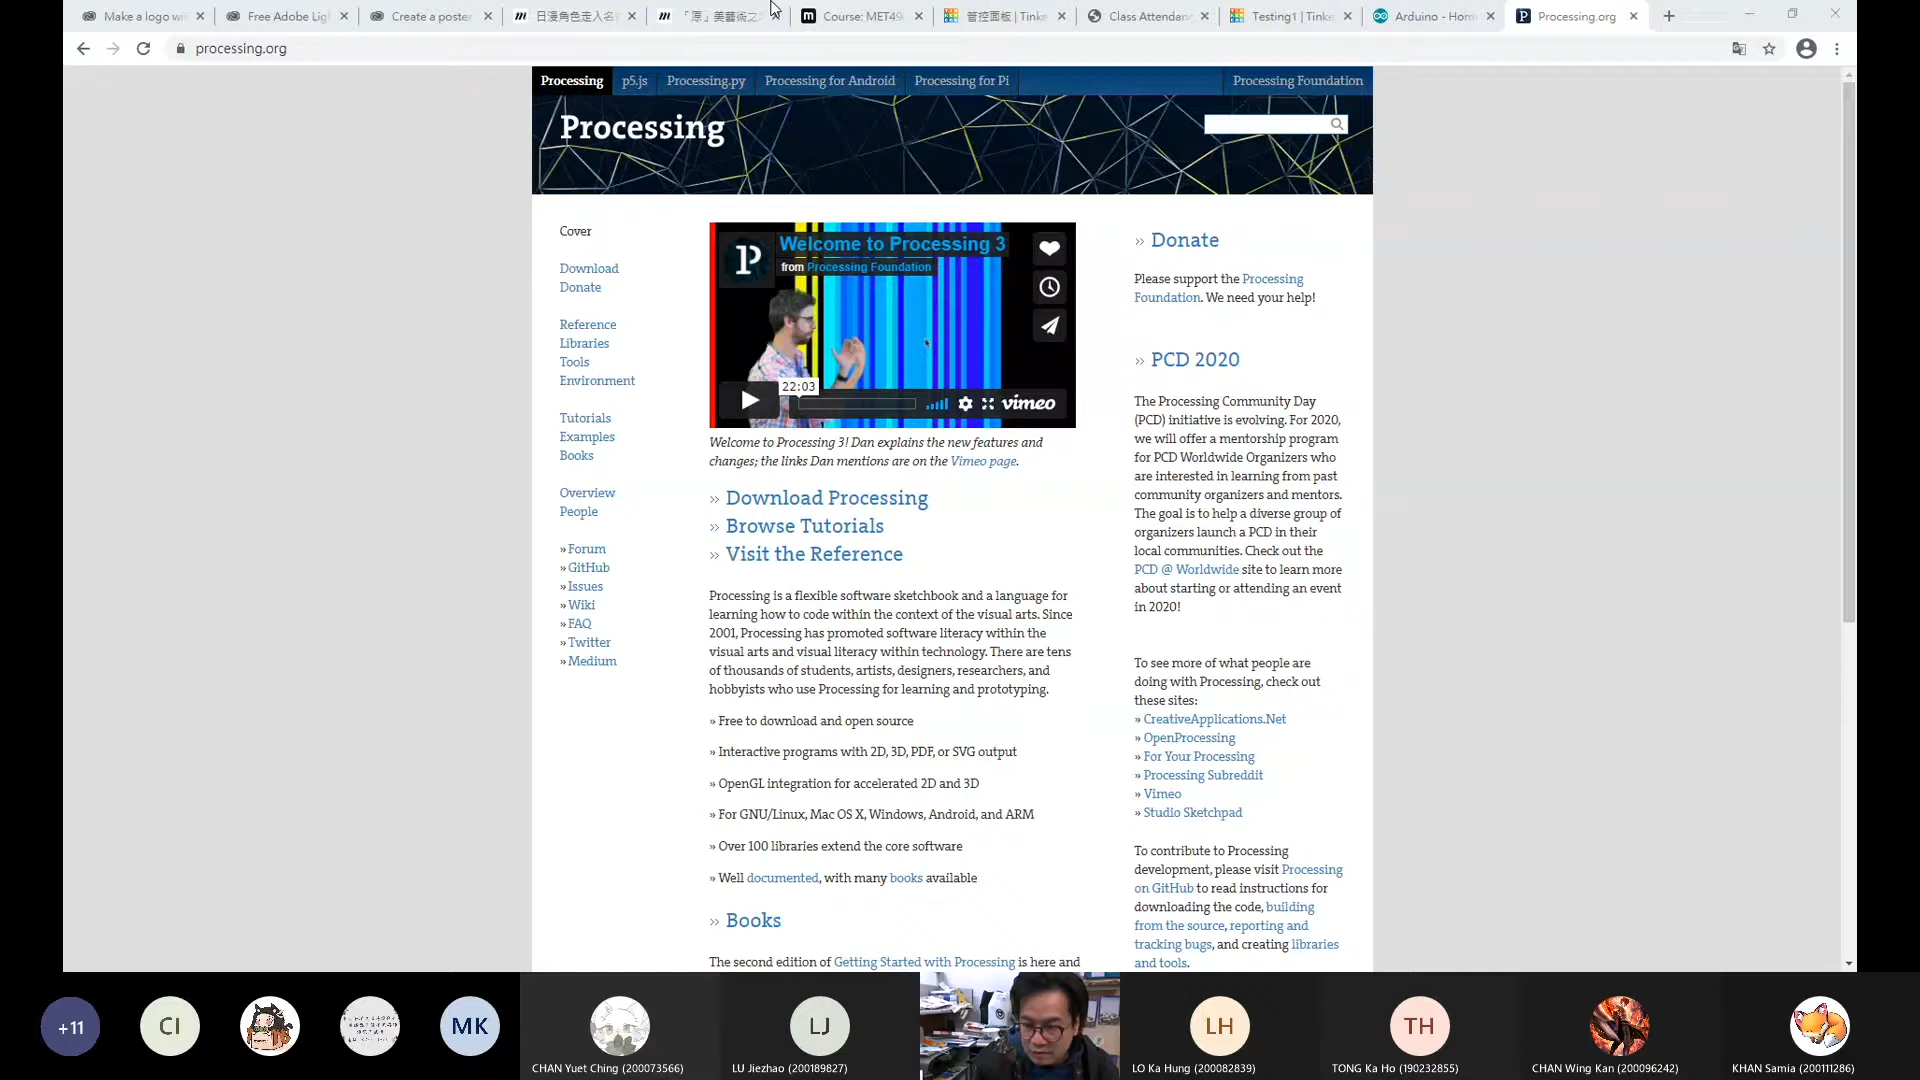 Make a logo wi
Free Adobe Lig
Create a poster
日漫角色走入名
「原」美藝術之
Course: MET49
管控面板 | Tinke
Class Attendan
Testing1 | Tinke
Arduino - Hom
Processing.org
processing.org
Processing
p5.js
Processing.py
Processing for Android
Processing for Pi
Processing Foundation
Processing
Cover
Download
Donate
Reference
Libraries
Tools
Environment
Tutorials
Examples
Books
Overview
People
» Forum
» GitHub
» Issues
» Wiki
» FAQ
» Twitter
» Medium
Welcome to Processing 3
from Processing Foundation
22:03
vimeo
Welcome to Processing 3! Dan explains the new features and
changes; the links Dan mentions are on the Vimeo page.
» Download Processing
» Browse Tutorials
» Visit the Reference
Processing is a flexible software sketchbook and a language for
learning how to code within the context of the visual arts. Since
2001, Processing has promoted software literacy within the
visual arts and visual literacy within technology. There are tens
of thousands of students, artists, designers, researchers, and
hobbyists who use Processing for learning and prototyping.
» Free to download and open source
» Interactive programs with 2D, 3D, PDF, or SVG output
» OpenGL integration for accelerated 2D and 3D
» For GNU/Linux, Mac OS X, Windows, Android, and ARM
» Over 100 libraries extend the core software
» Well documented, with many books available
» Books
The second edition of Getting Started with Processing is here and
» Donate
Please support the Processing
Foundation. We need your help!
» PCD 2020
The Processing Community Day
(PCD) initiative is evolving. For 2020,
we will offer a mentorship program
for PCD Worldwide Organizers who
are interested in learning from past
community organizers and mentors.
The goal is to help a diverse group of
organizers launch a PCD in their
local communities. Check out the
PCD @ Worldwide site to learn more
about starting or attending an event
in 2020!
To see more of what people are
doing with Processing, check out
these sites:
» CreativeApplications.Net
» OpenProcessing
» For Your Processing
» Processing Subreddit
» Vimeo
» Studio Sketchpad
To contribute to Processing
development, please visit Processing
on GitHub to read instructions for
downloading the code, building
from the source, reporting and
tracking bugs, and creating libraries
and tools.
+11
CI
MK
CHAN Yuet Ching (200073566)
LJ
LU Jiezhao (200189827)
LH
LO Ka Hung (200082839)
TH
TONG Ka Ho (190232855)
CHAN Wing Kan (200096242)
KHAN Samia (200111286)